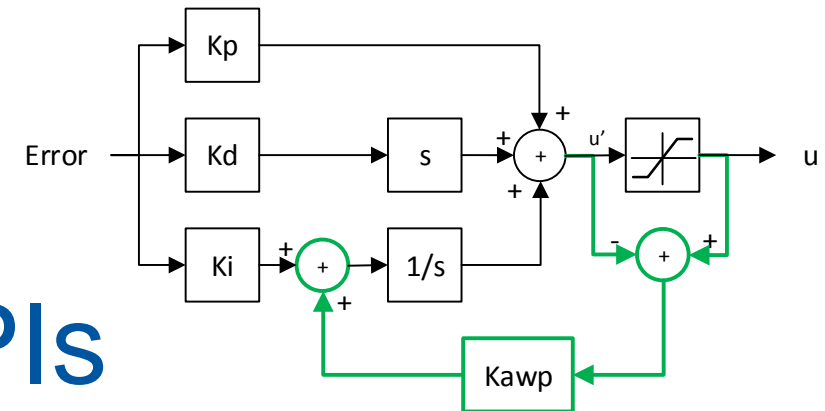 Kp
+
Error
Kd
s
+
+
u'
u
+
Ki
+
+
1/s
-
+
+
+
PIs
Kawp